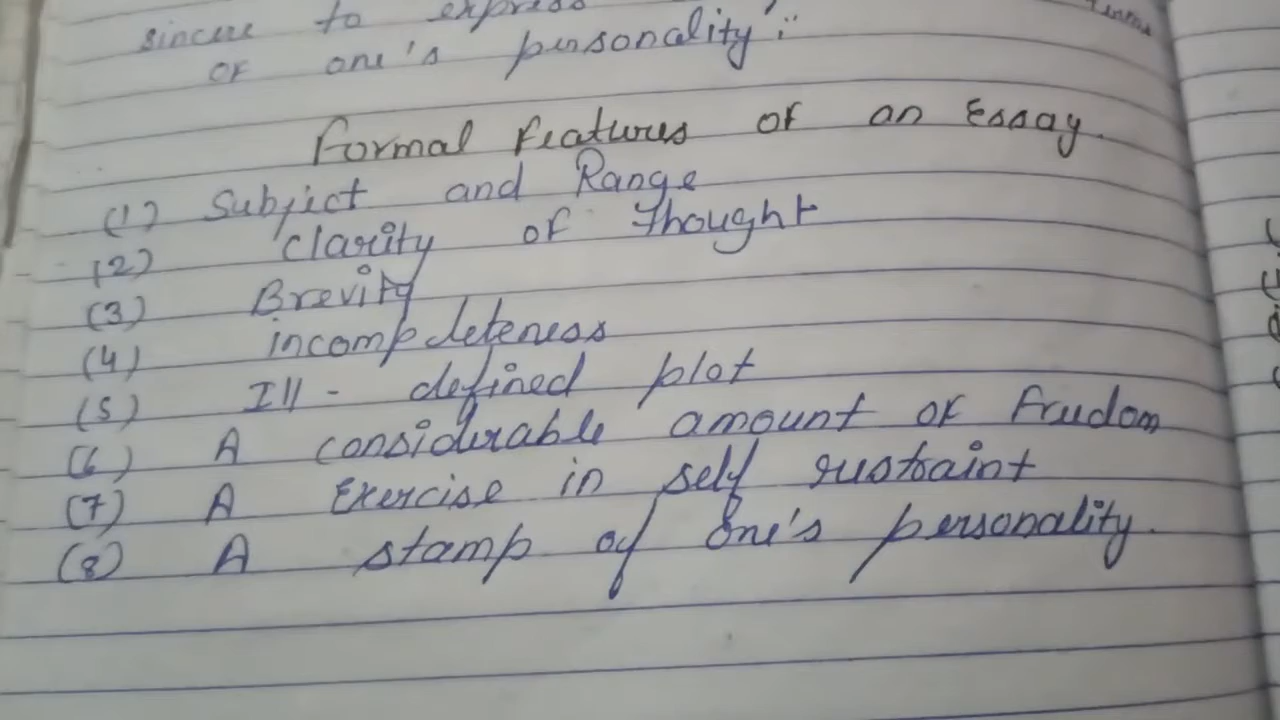 sincere to express
of one's personality".
Formal Features of an Essay.
(1) Subject and Range
(2) clarity of Thought
(3) Brevity
(4) incompleteness
(5) Ill - defined plot
(6) A considerable amount of freedom
(7) A Exercise in self restraint
(8) A stamp of one's personality.